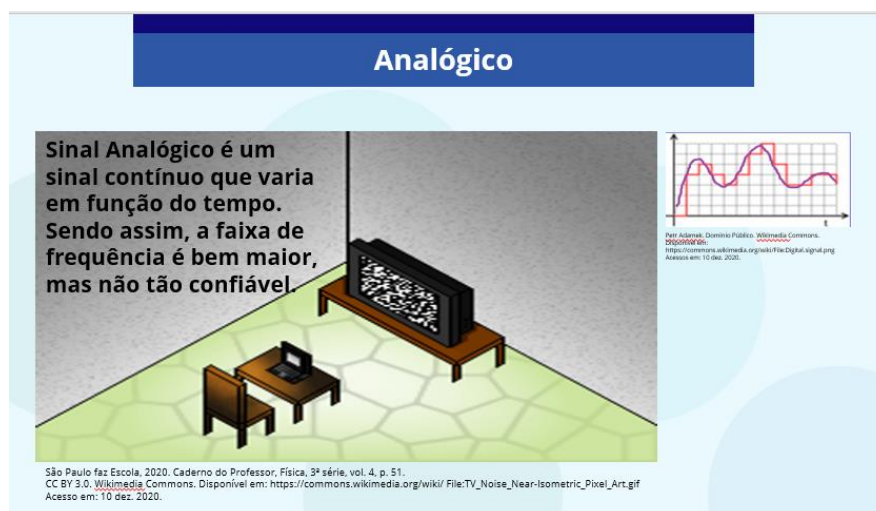 Analógico
Sinal Analógico é um
sinal contínuo que varia
em função do tempo.
Sendo assim, a faixa de
frequência é bem maior,
mas não tão confiável.
t
Petr Adamek. Domínio Público. Wikimedia Commons.
Disponível em:
https://commons.wikimedia.org/wiki/File:Digital.signal.png
Acessos em: 10 dez. 2020.
São Paulo faz Escola, 2020. Caderno do Professor, Física, 3ª série, vol. 4, p. 51.
CC BY 3.0. Wikimedia Commons. Disponível em: https://commons.wikimedia.org/wiki/ File:TV_Noise_Near-Isometric_Pixel_Art.gif
Acesso em: 10 dez. 2020.